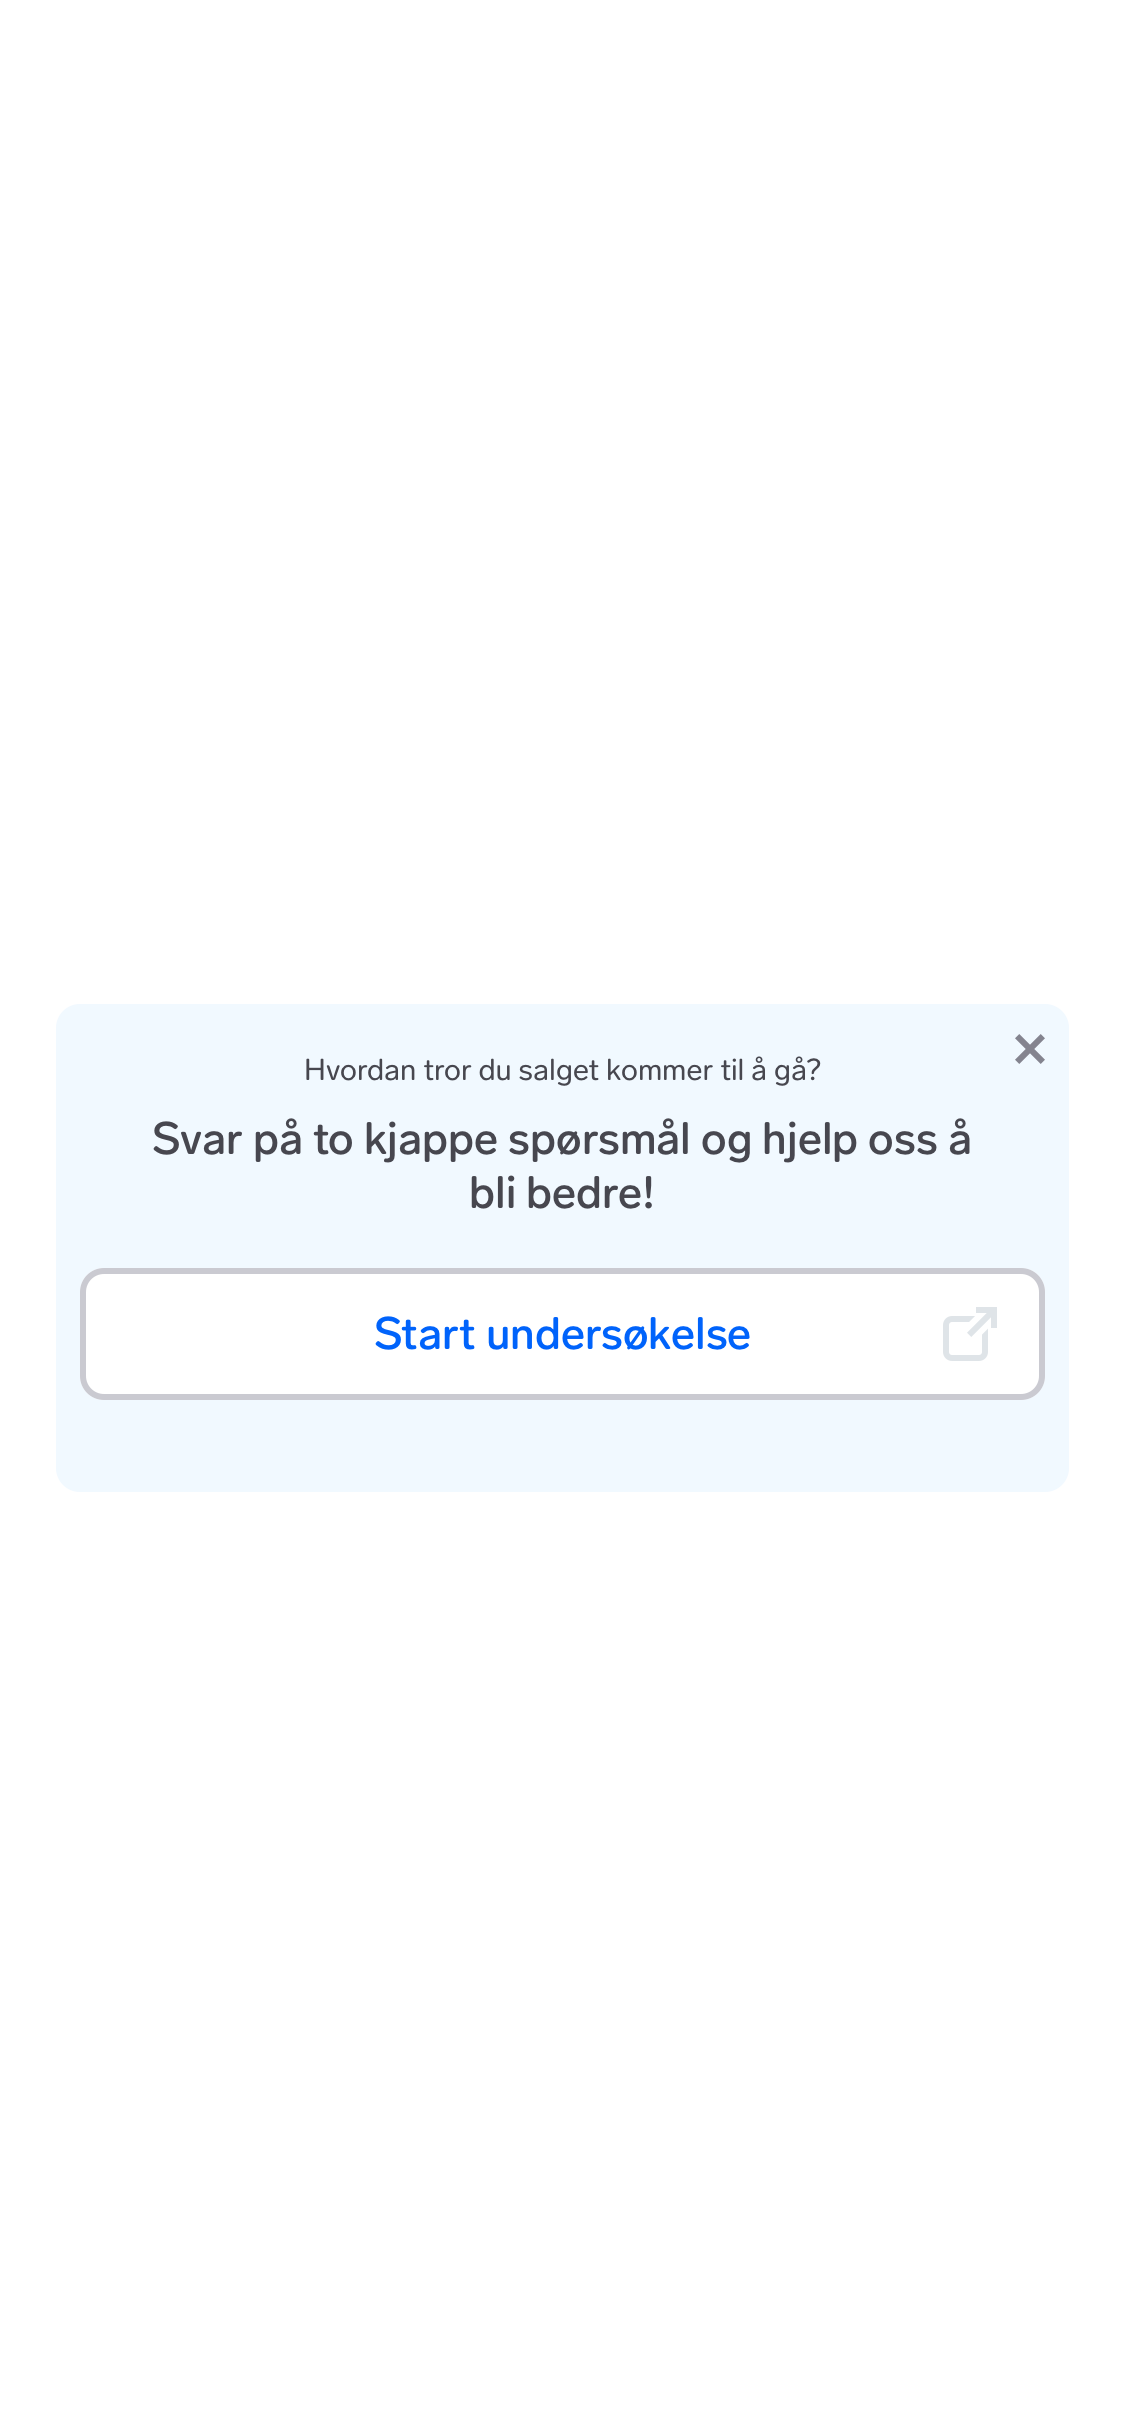 Hvordan tror du salget kommer til å gå?
Svar på to kjappe spørsmål og hjelp oss å
bli bedre!
Start undersøkelse